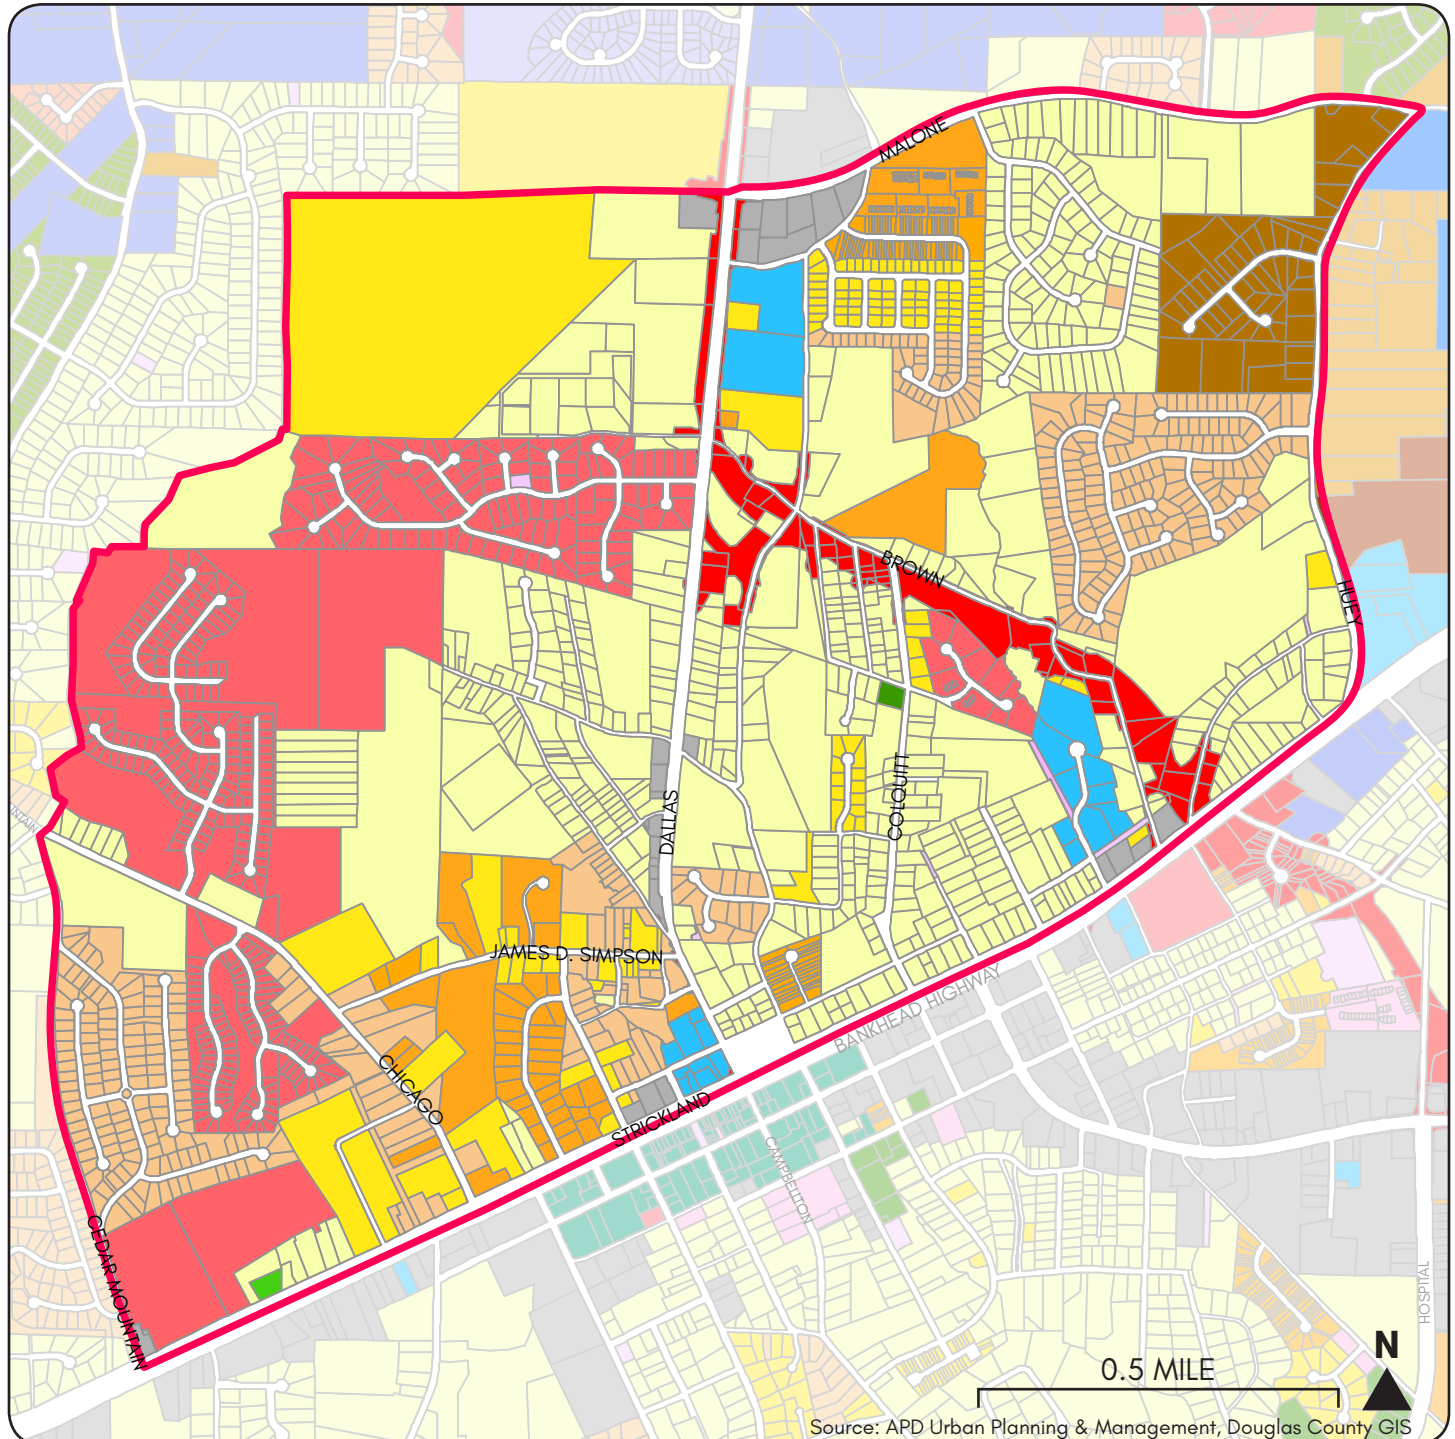 MALONE
BROWN
HUEY
DALLAS
COLQUITT
JAMES D. SIMPSON
BANKHEAD HIGHWAY
CHICAGO
STRICKLAND
CAMPBELLTON
CEDAR MOUNTAIN
HOSPITAL
N
0.5 MILE
Source: APD Urban Planning & Management, Douglas County GIS